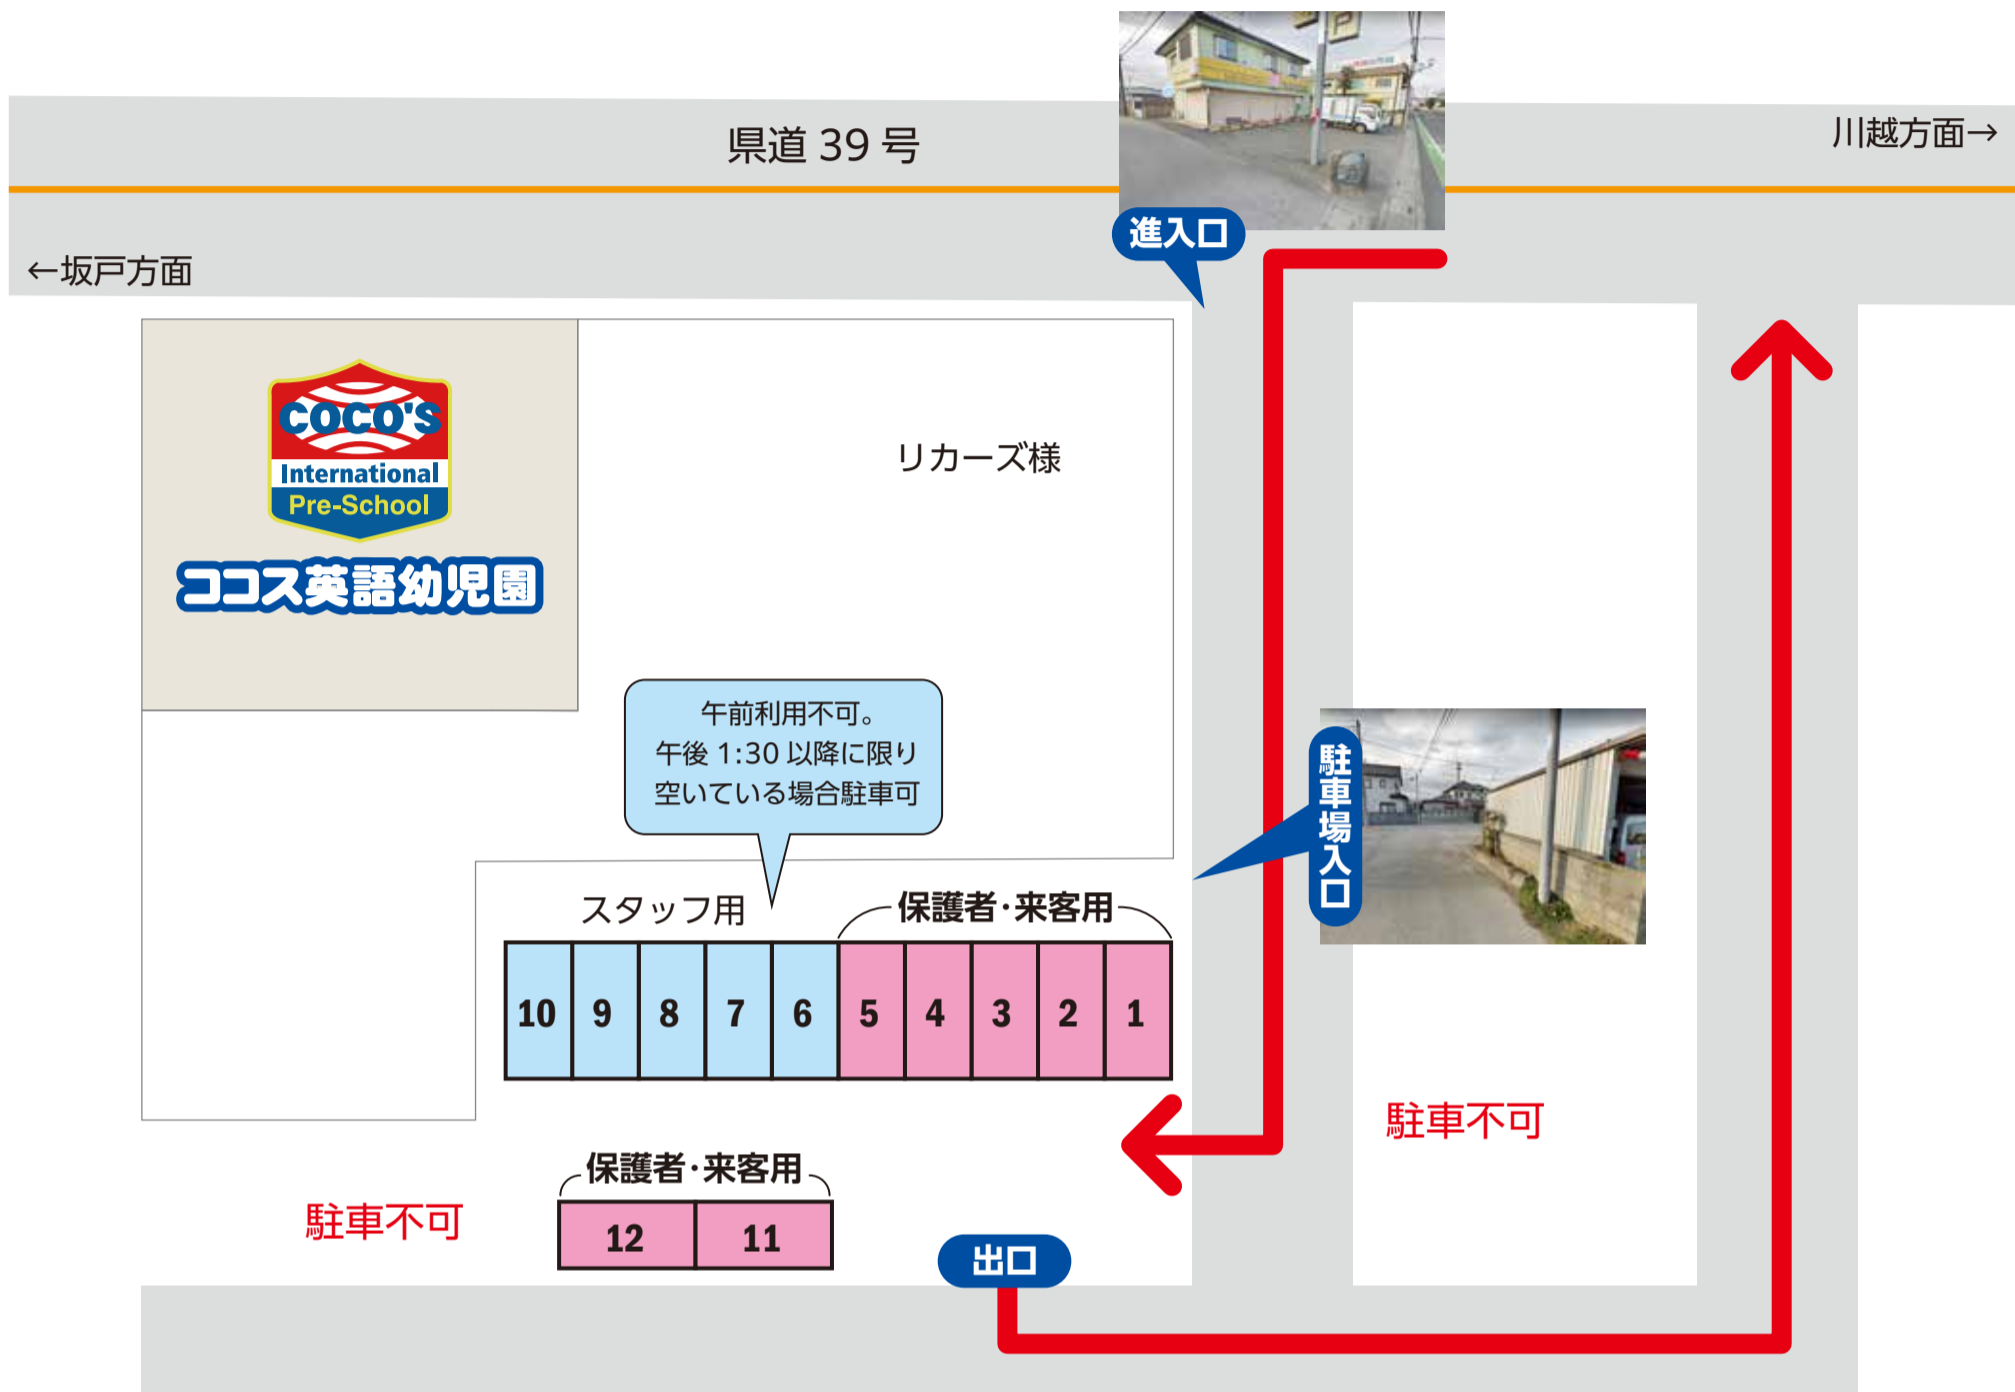 県道 39 号
川越方面→
進入口
←坂戸方面
COCO'S
International
Pre-School
ココス英語幼児園
リカーズ様
午前利用不可。
午後 1:30 以降に限り
空いている場合駐車可
駐車場入口
スタッフ用
保護者・来客用
10 9 8 7 6 5 4 3 2 1
駐車不可
保護者・来客用
駐車不可
12 11
出口